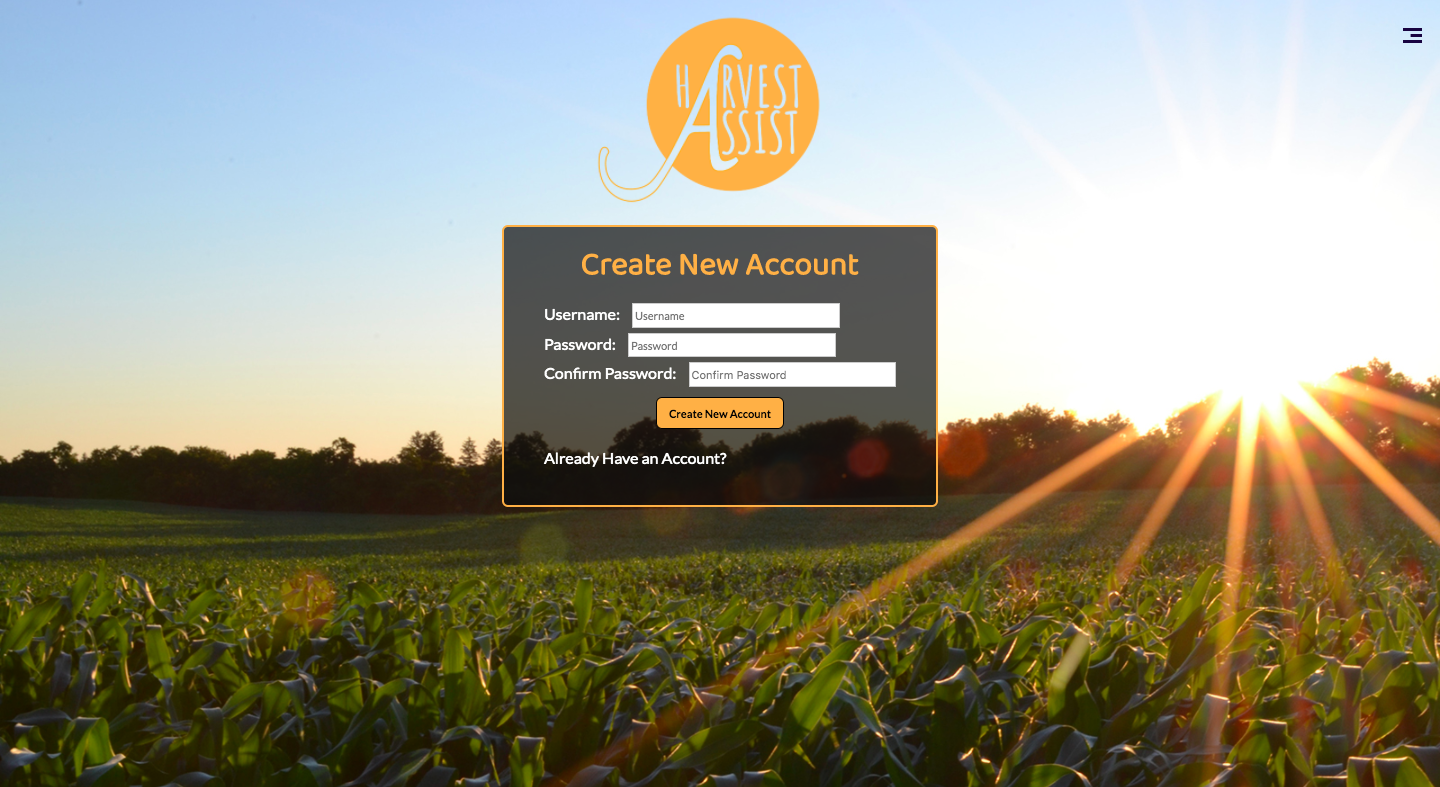 HARVEST
ASSIST
Create New Account
Username: Username
Password: Password
Confirm Password: Confirm Password
Create New Account
Already Have an Account?